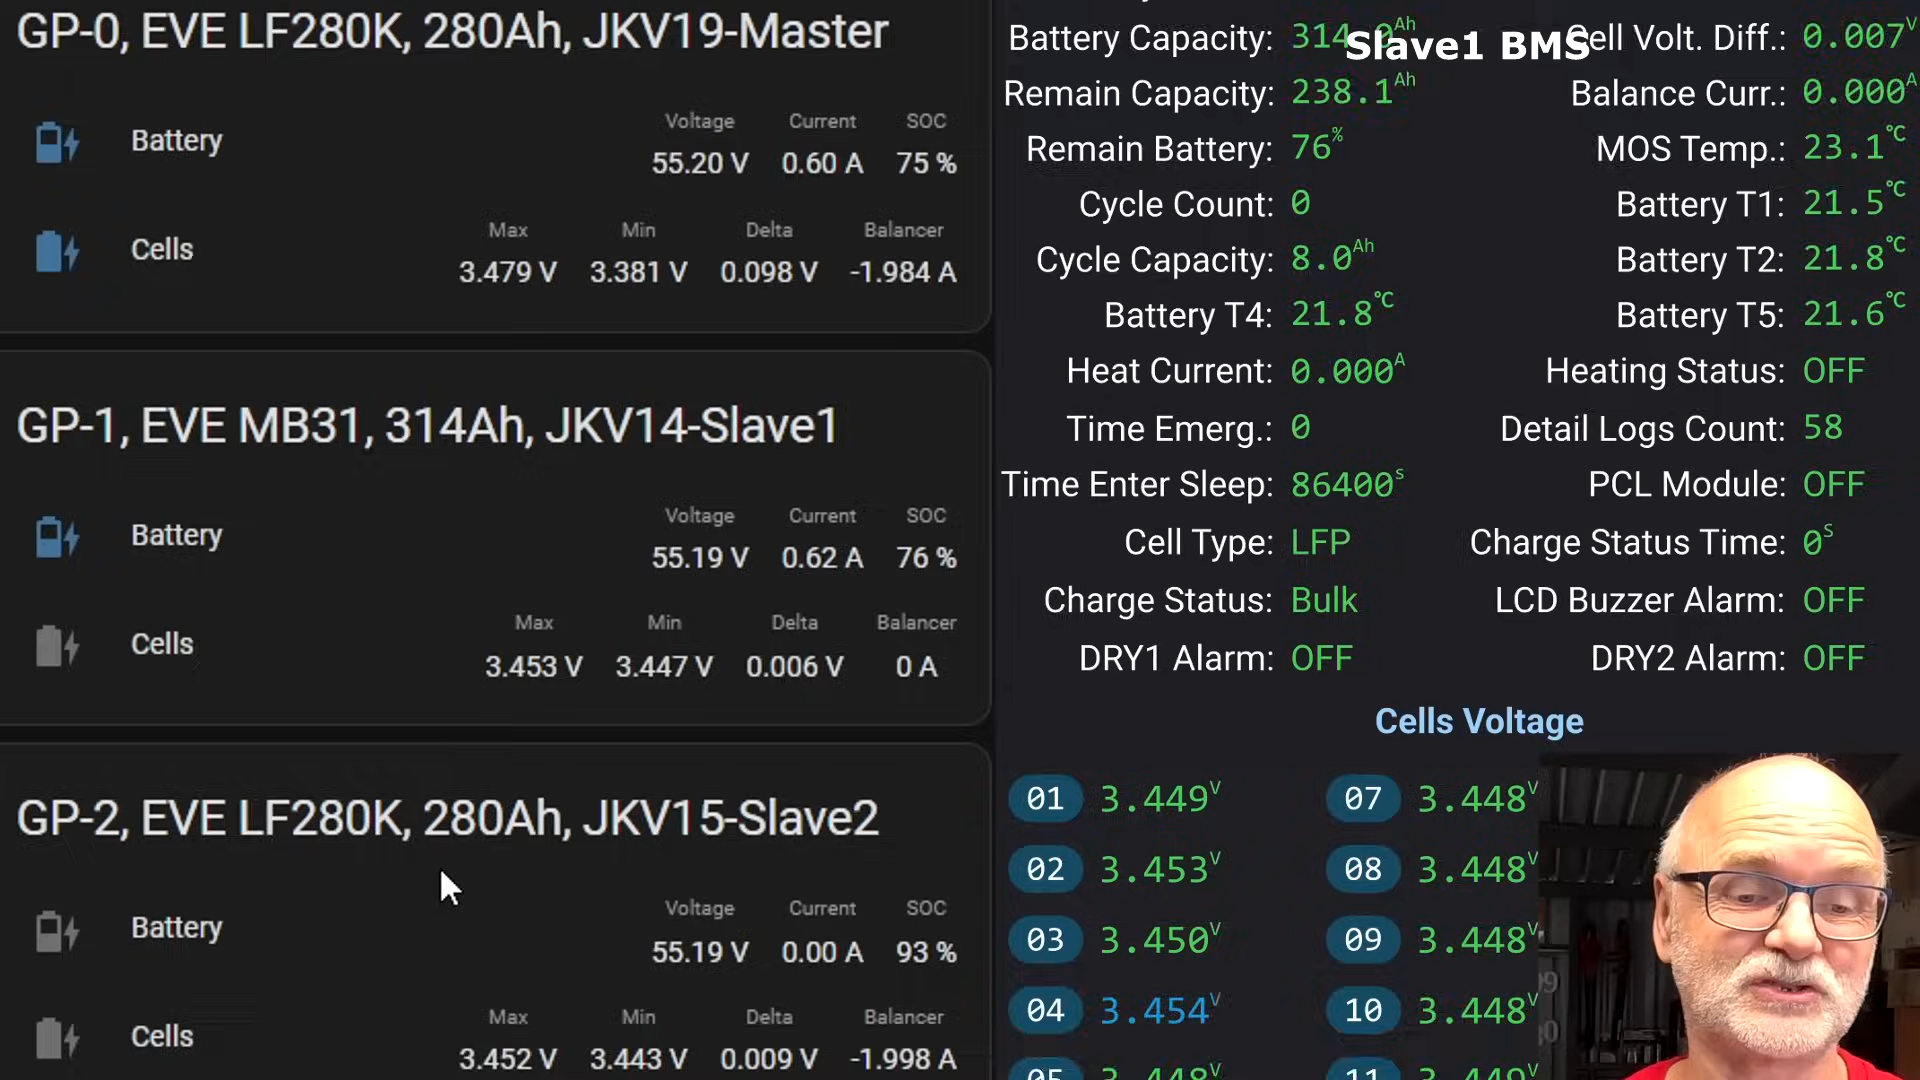 GP-0, EVE LF280K, 280Ah, JKV19-Master
Battery
Voltage Current SOC
55.20 V 0.60 A 75 %
Cells
Max Min Delta Balancer
3.479 V 3.381 V 0.098 V -1.984 A
GP-1, EVE MB31, 314Ah, JKV14-Slave1
Battery
Voltage Current SOC
55.19 V 0.62 A 76 %
Cells
Max Min Delta Balancer
3.453 V 3.447 V 0.006 V 0 A
GP-2, EVE LF280K, 280Ah, JKV15-Slave2
Battery
Voltage Current SOC
55.19 V 0.00 A 93 %
Cells
Max Min Delta Balancer
3.452 V 3.443 V 0.009 V -1.998 A
Slave1 BMS
Battery Capacity: 314.0Ah Cell Volt. Diff.: 0.007V
Remain Capacity: 238.1Ah Balance Curr.: 0.000A
Remain Battery: 76% MOS Temp.: 23.1°C
Cycle Count: 0 Battery T1: 21.5°C
Cycle Capacity: 8.0Ah Battery T2: 21.8°C
Battery T4: 21.8°C Battery T5: 21.6°C
Heat Current: 0.000A Heating Status: OFF
Time Emerg.: 0 Detail Logs Count: 58
Time Enter Sleep: 86400s PCL Module: OFF
Cell Type: LFP Charge Status Time: 0S
Charge Status: Bulk LCD Buzzer Alarm: OFF
DRY1 Alarm: OFF DRY2 Alarm: OFF
Cells Voltage
01 3.449V 07 3.448V
02 3.453V 08 3.448V
03 3.450V 09 3.448V
04 3.454V 10 3.448V
05 3.448V 11 3.449V